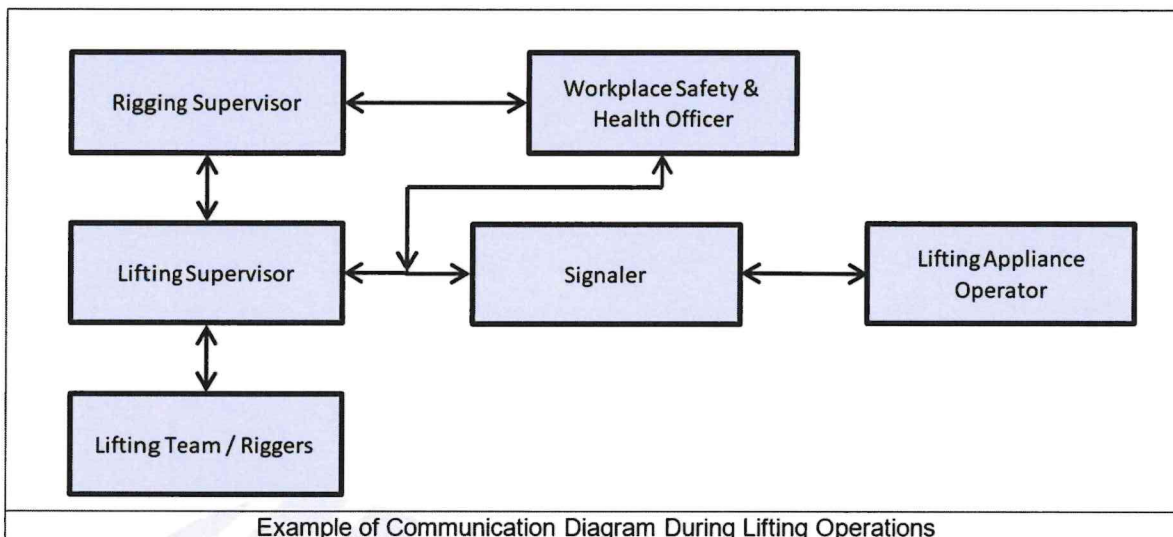 Rigging Supervisor
Workplace Safety &
Health Officer
Lifting Supervisor
Signaler
Lifting Appliance
Operator
Lifting Team / Riggers
Example of Communication Diagram During Lifting Operations